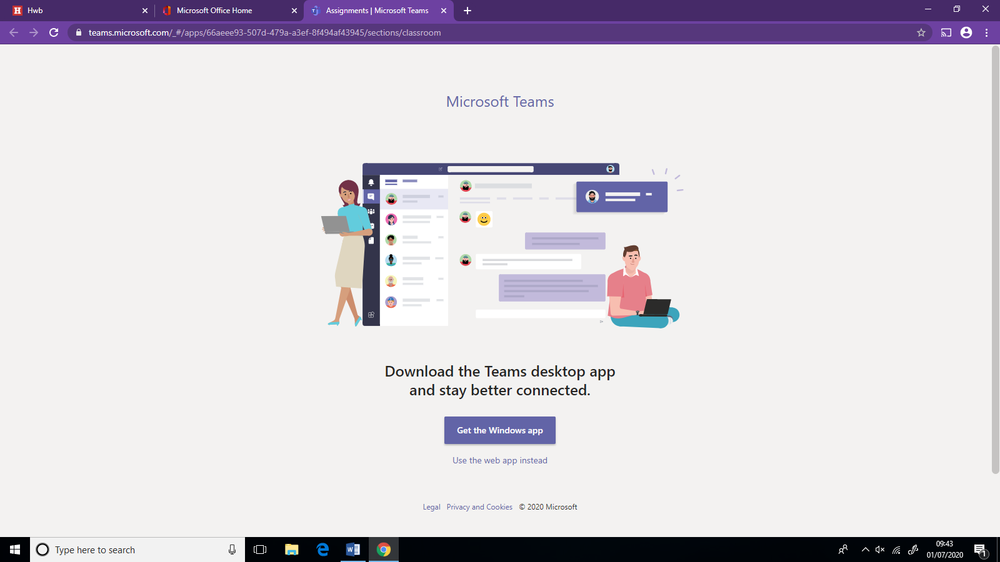 Hwb
Microsoft Office Home
Assignments | Microsoft Teams
teams.microsoft.com/_#/apps/66aeee93-507d-479a-a3ef-8f494af43945/sections/classroom
Microsoft Teams
Download the Teams desktop app
and stay better connected.
Get the Windows app
Use the web app instead
Legal Privacy and Cookies © 2020 Microsoft
Type here to search
09:43
01/07/2020
1